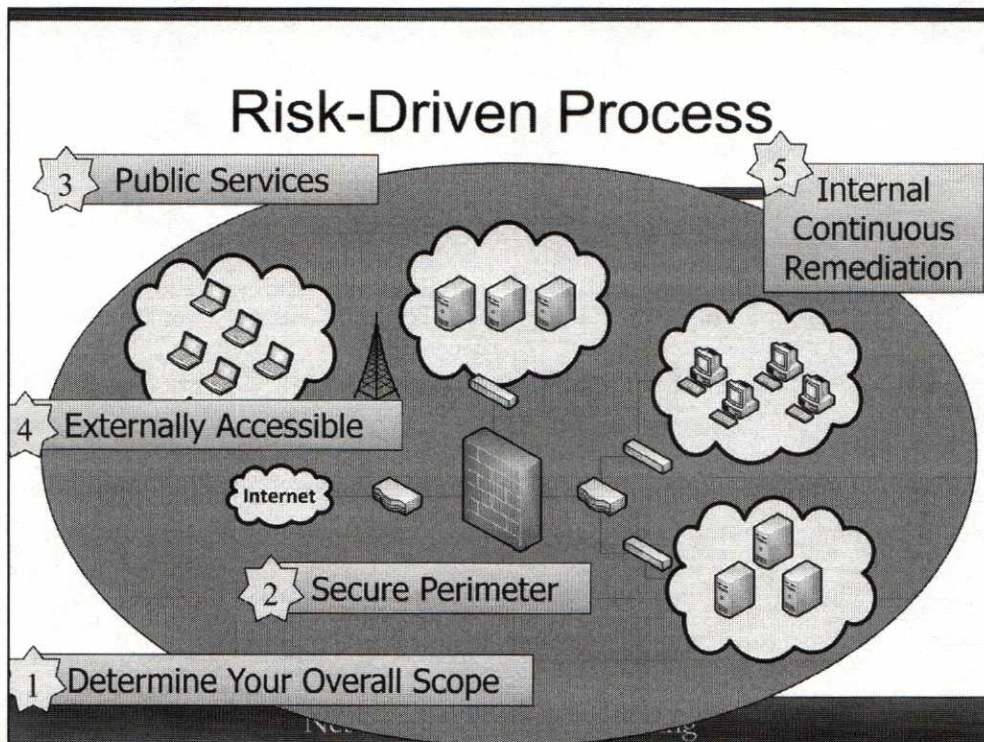 Risk-Driven Process
3 Public Services
5 Internal
Continuous
Remediation
4 Externally Accessible
Internet
2 Secure Perimeter
1 Determine Your Overall Scope